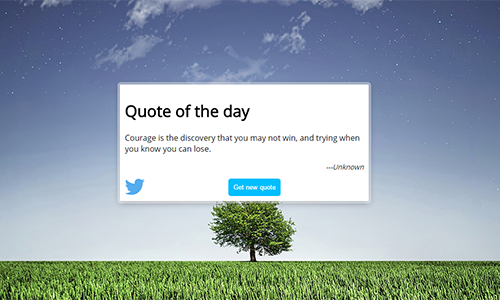 Quote of the day
Courage is the discovery that you may not win, and trying when
you know you can lose.
---Unknown
Get new quote